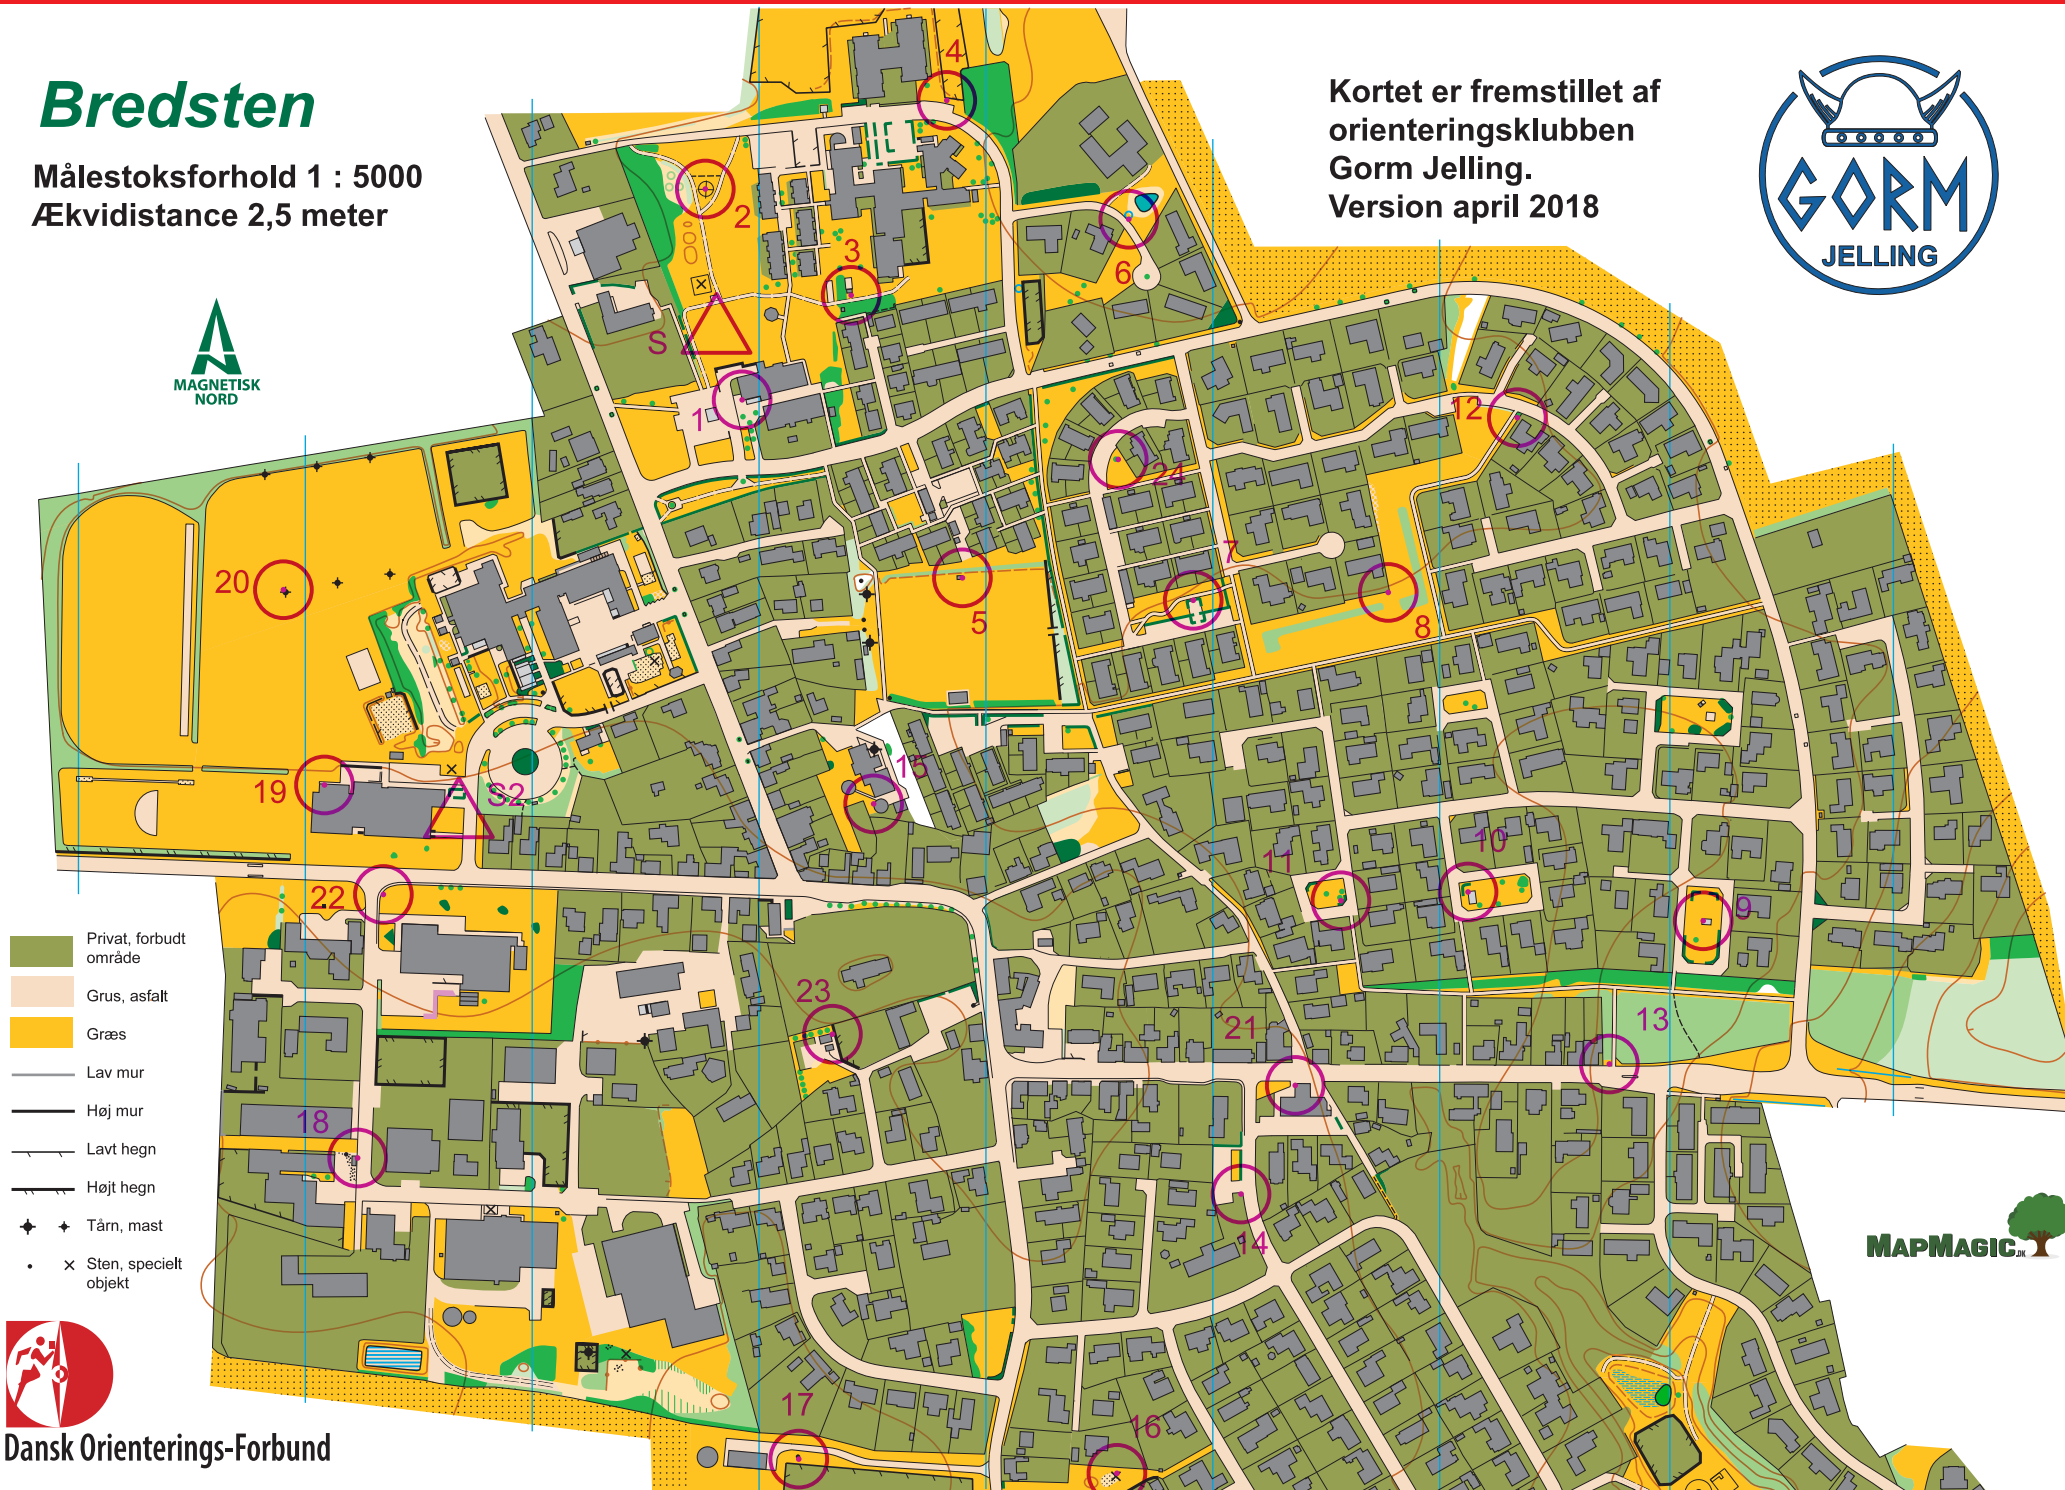 Bredsten
Målestoksforhold 1 : 5000
Ækvidistance 2,5 meter
MAGNETISK
NORD
Kortet er fremstillet af
orienteringsklubben
Gorm Jelling.
Version april 2018
GORM
JELLING
4
2
3
6
S
1
12
24
7
20
5
8
15
19
S2
10
11
22
9
23
13
21
18
14
17
16
Privat, forbudt
område
Grus, asfalt
Græs
Lav mur
Høj mur
Lavt hegn
Højt hegn
Tårn, mast
Sten, specielt
objekt
MAPMAGIC.DK
Dansk Orienterings-Forbund